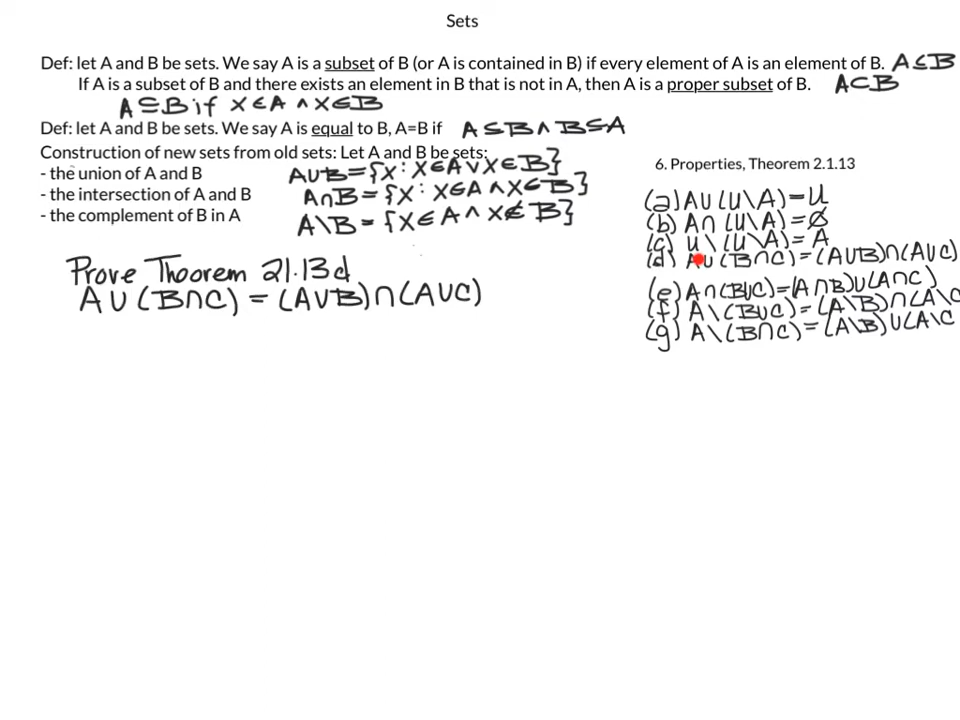 Sets
Def: let A and B be sets. We say A is a subset of B (or A is contained in B) if every element of A is an element of B. A⊆B
If A is a subset of B and there exists an element in B that is not in A, then A is a proper subset of B. A⊂B
A⊆B if x∈A ∧ x∈B
Def: let A and B be sets. We say A is equal to B, A=B if A⊆B ∧ B⊆A
Construction of new sets from old sets: Let A and B be sets:
- the union of A and B A∪B={x: x∈A ∨ x∈B}
- the intersection of A and B A∩B={x: x∈A ∧ x∈B}
- the complement of B in A A\B={x∈A ∧ x∉B}
Prove Theorem 2.1.13d
A∪(B∩C)=(A∪B)∩(A∪C)
6. Properties, Theorem 2.1.13
(a) A∪(U\A)=U
(b) A∩(U\A)=∅
(c) U\(U\A)=A
(d) A∪(B∩C)=(A∪B)∩(A∪C)
(e) A∩(B∪C)=(A∩B)∪(A∩C)
(f) A\(B∪C)=(A\B)∩(A\C
(g) A\(B∩C)=(A\B)∪(A\C